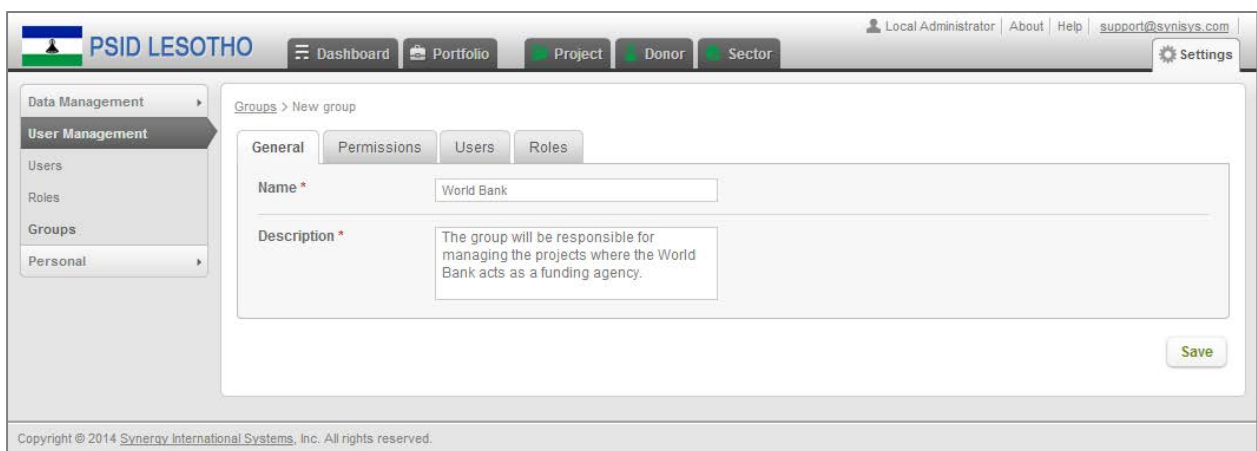 Local Administrator | About | Help | support@synisys.com |
PSID LESOTHO
Dashboard Portfolio Project Donor Sector Settings
Data Management
User Management
Users
Roles
Groups
Personal
Groups > New group
General Permissions Users Roles
Name * World Bank
Description * The group will be responsible for
managing the projects where the World
Bank acts as a funding agency.
Save
Copyright © 2014 Synergy International Systems, Inc. All rights reserved.